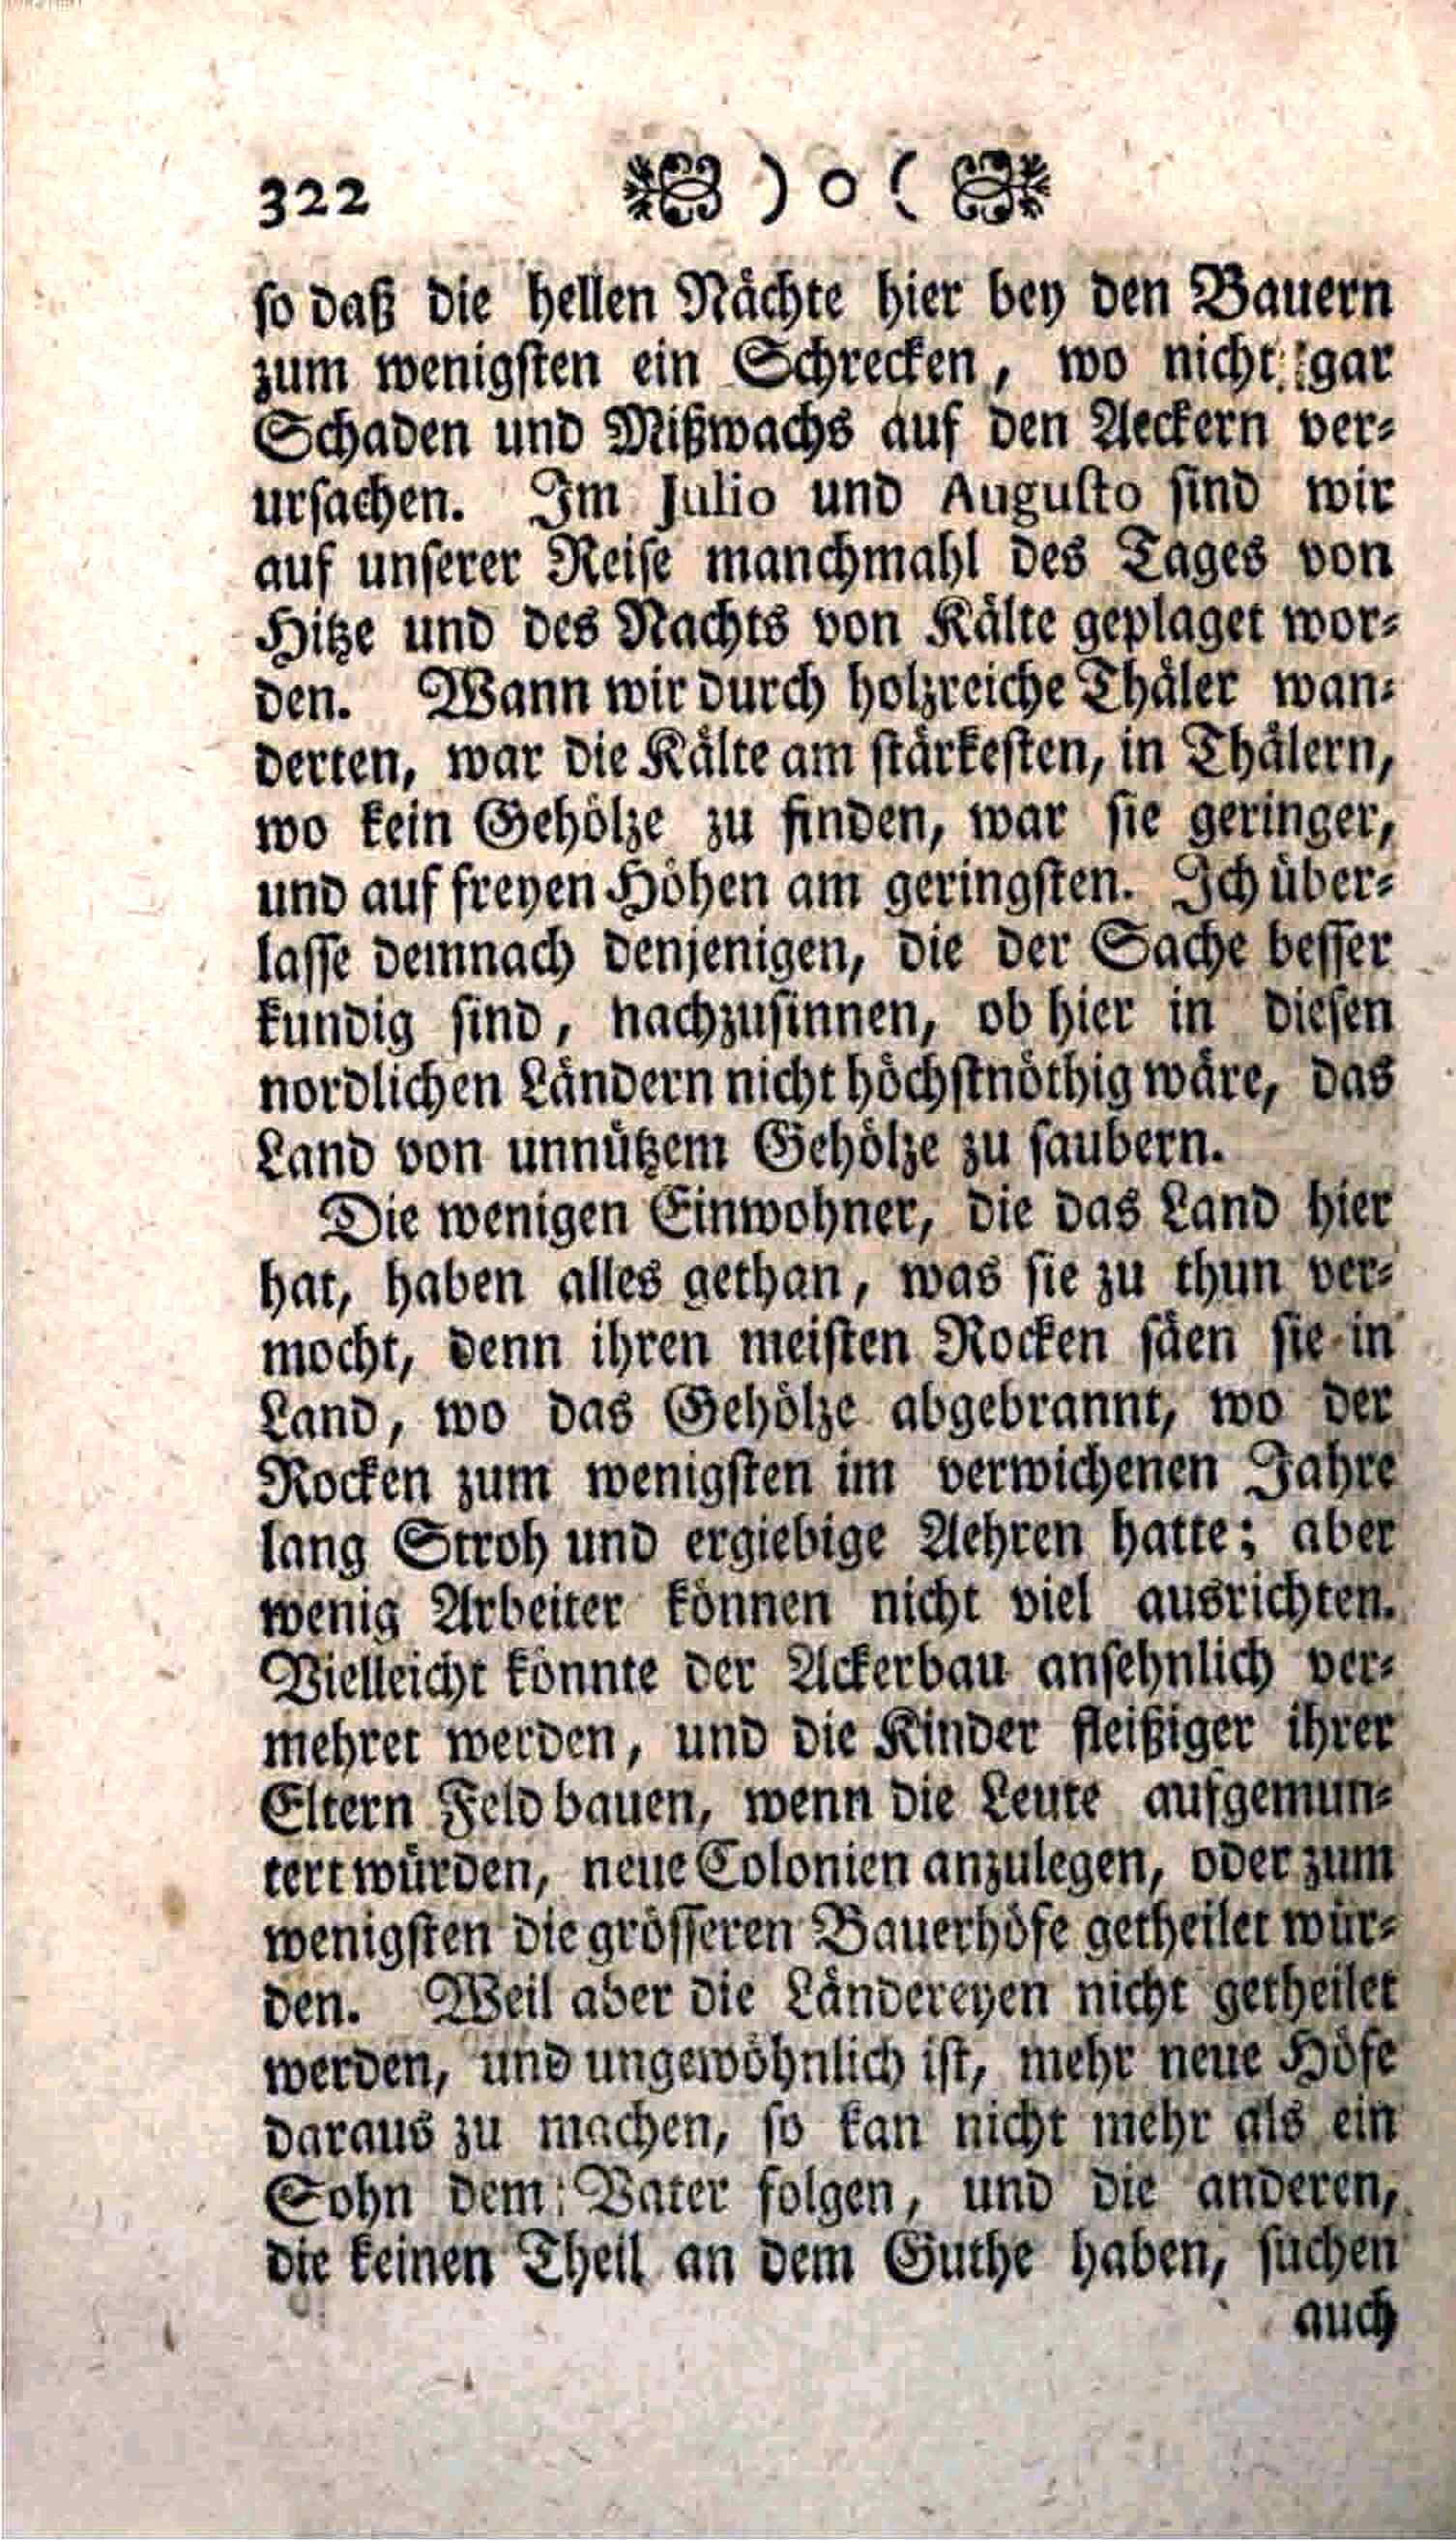 322 ) o (
so daß die hellen Nächte hier bey den Bauern
zum wenigsten ein Schrecken, wo nicht gar
Schaden und Mißwachs auf den Aeckern ver-
ursachen. Im Julio und Augusto sind wir
auf unserer Reise manchmahl des Tages von
Hitze und des Nachts von Kälte geplaget wor-
den. Wann wir durch holzreiche Thäler wan-
derten, war die Kälte am stärkesten, in Thälern,
wo kein Gehölze zu finden, war sie geringer,
und auf freyen Höhen am geringsten. Ich über-
lasse demnach denjenigen, die der Sache besser
kundig sind, nachzusinnen, ob hier in diesen
nordlichen Ländern nicht höchstnöthig wäre, das
Land von unnützem Gehölze zu saubern.
Die wenigen Einwohner, die das Land hier
hat, haben alles gethan, was sie zu thun ver-
mocht, denn ihren meisten Rocken säen sie in
Land, wo das Gehölze abgebrannt, wo der
Rocken zum wenigsten im verwichenen Jahre
lang Stroh und ergiebige Aehren hatte; aber
wenig Arbeiter können nicht viel ausrichten.
Vielleicht könnte der Ackerbau ansehnlich ver-
mehret werden, und die Kinder fleißiger ihrer
Eltern Feld bauen, wenn die Leute aufgemun-
tert würden, neue Colonien anzulegen, oder zum
wenigsten die grösseren Bauerhöfe getheilet wür-
den. Weil aber die Ländereyen nicht getheilet
werden, und ungewöhnlich ist, mehr neue Höfe
daraus zu machen, so kan nicht mehr als ein
Sohn dem Vater folgen, und die anderen,
die keinen Theil an dem Guthe haben, suchen
auch